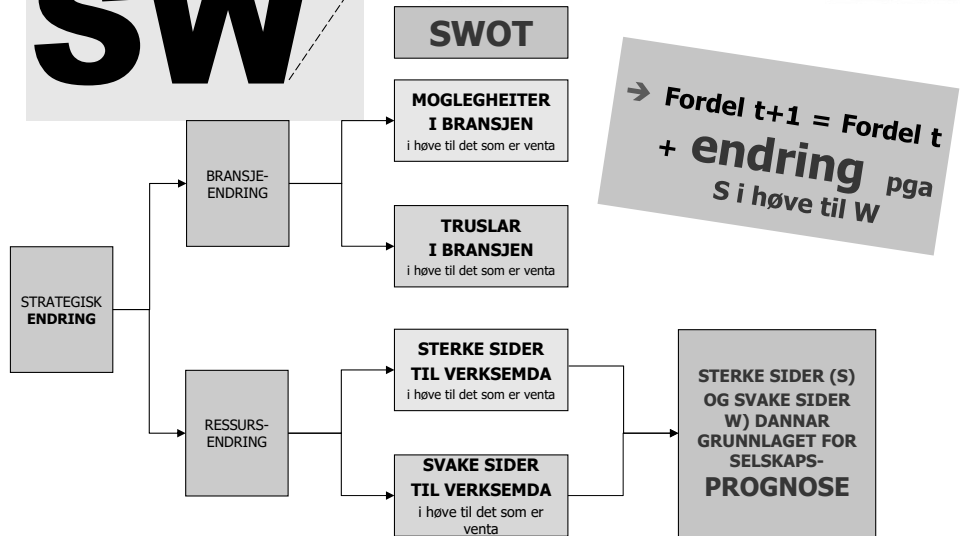 SW
SWOT
MOGLEGHEITER
I BRANSJEN
i høve til det som er venta
→ Fordel t+1 = Fordel t
+ endring pga
S i høve til W
BRANSJE-
ENDRING
TRUSLAR
I BRANSJEN
i høve til det som er venta
STRATEGISK
ENDRING
STERKE SIDER
TIL VERKSEMDA
i høve til det som er venta
RESSURS-
ENDRING
SVAKE SIDER
TIL VERKSEMDA
i høve til det som er
venta
STERKE SIDER (S)
OG SVAKE SIDER
W) DANNAR
GRUNNLAGET FOR
SELSKAPS-
PROGNOSE